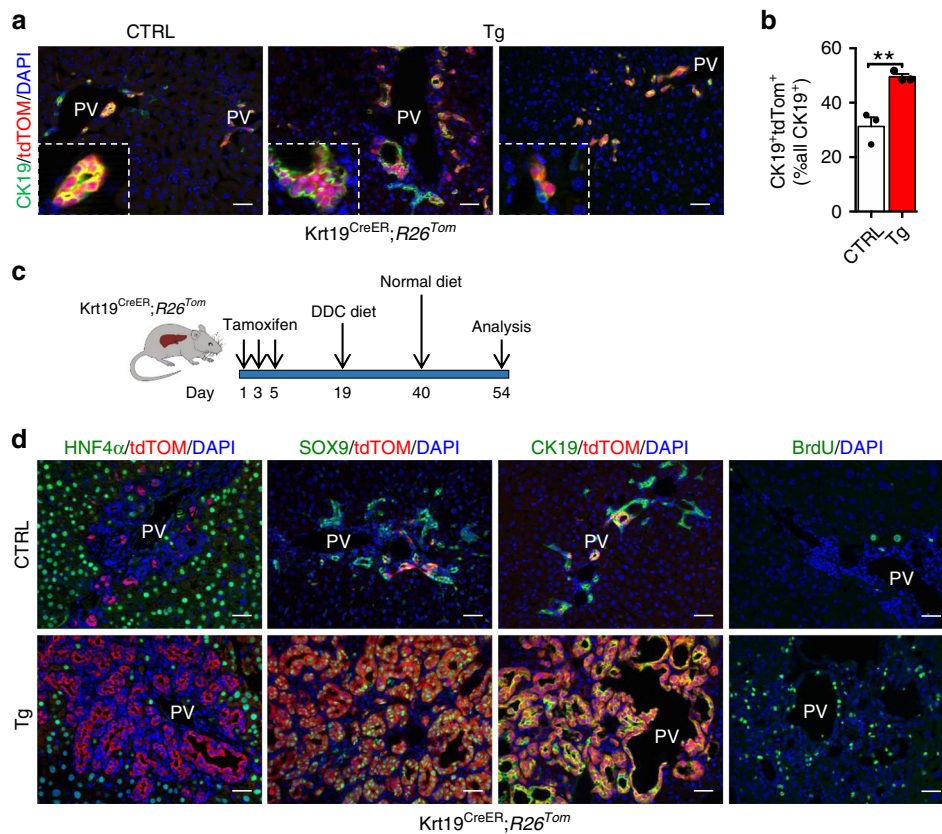 a
CTRL
Tg
CK19/tdTOM/DAPI
PV
PV
PV
PV
Krt19CreER;R26Tom
b
CK19+tdTom+
(%all CK19+)
60
40
20
0
**
CTRL
Tg
c
Krt19CreER;R26Tom
Tamoxifen
DDC diet
Normal diet
Analysis
Day
1 3 5 19 40 54
d
HNF4α/tdTOM/DAPI
SOX9/tdTOM/DAPI
CK19/tdTOM/DAPI
BrdU/DAPI
CTRL
PV
PV
PV
PV
Tg
PV
PV
PV
Krt19CreER;R26Tom